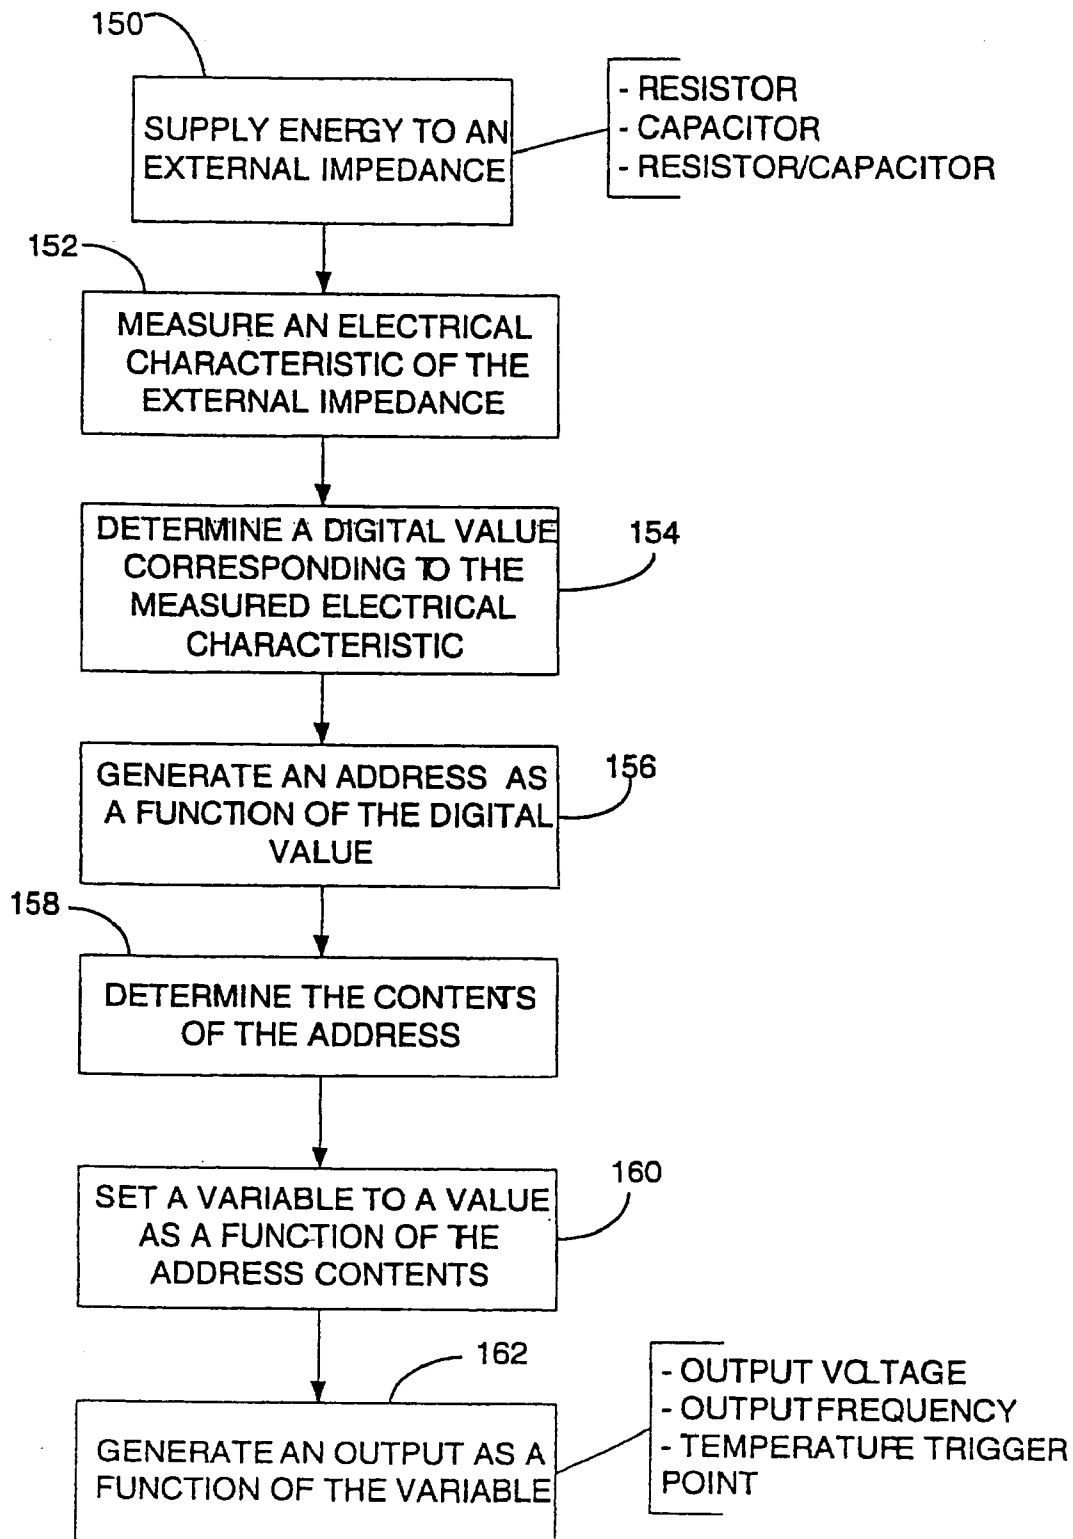 150
SUPPLY ENERGY TO AN
EXTERNAL IMPEDANCE
- RESISTOR
- CAPACITOR
- RESISTOR/CAPACITOR
152
MEASURE AN ELECTRICAL
CHARACTERISTIC OF THE
EXTERNAL IMPEDANCE
DETERMINE A DIGITAL VALUE
CORRESPONDING TO THE
MEASURED ELECTRICAL
CHARACTERISTIC
154
GENERATE AN ADDRESS AS
A FUNCTION OF THE DIGITAL
VALUE
156
158
DETERMINE THE CONTENTS
OF THE ADDRESS
SET A VARIABLE TO A VALUE
AS A FUNCTION OF THE
ADDRESS CONTENTS
160
162
GENERATE AN OUTPUT AS A
FUNCTION OF THE VARIABLE
- OUTPUT VOLTAGE
- OUTPUT FREQUENCY
- TEMPERATURE TRIGGER
POINT